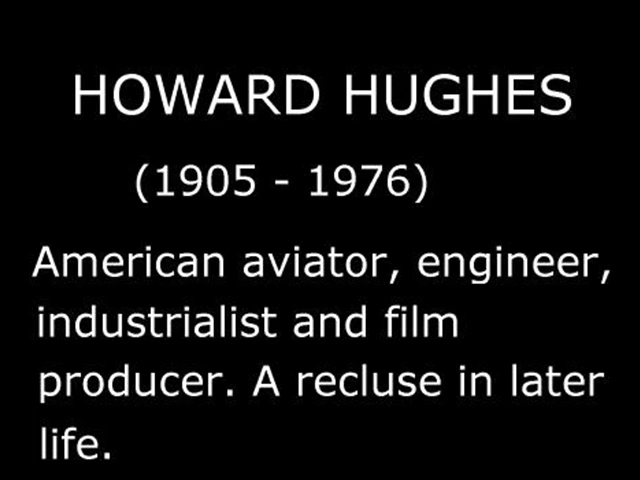 HOWARD HUGHES
(1905 - 1976)
American aviator, engineer,
industrialist and film
producer. A recluse in later
life.